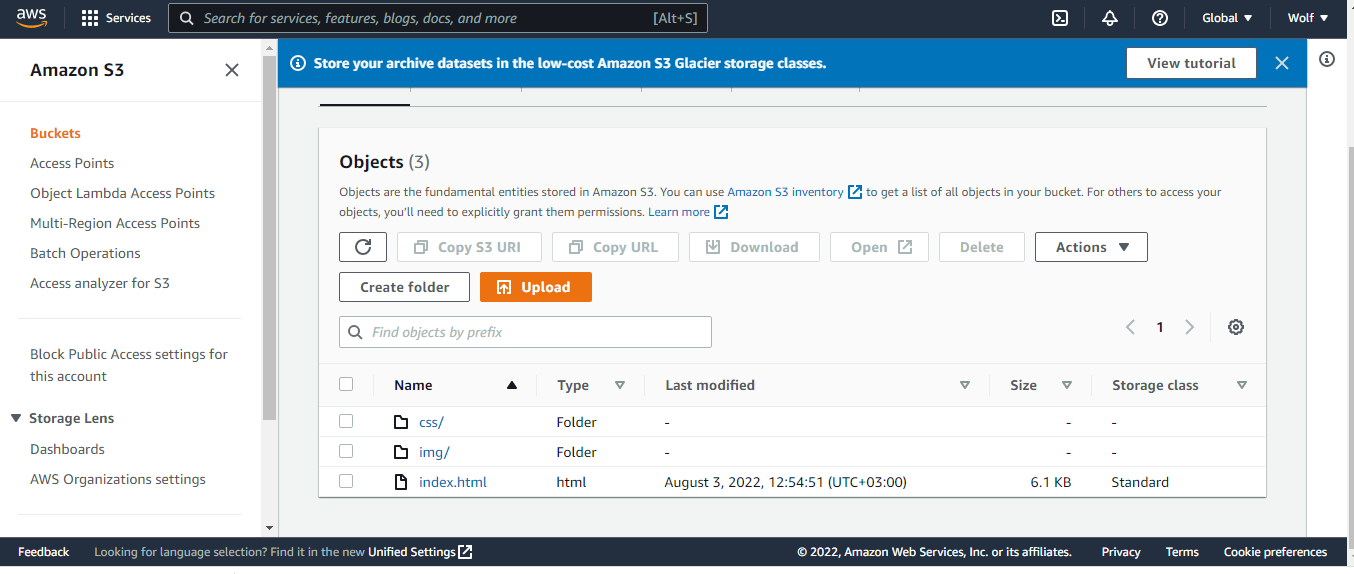 aws
Services
Search for services, features, blogs, docs, and more
[Alt+S]
Global
Wolf
Amazon S3
Buckets
Access Points
Object Lambda Access Points
Multi-Region Access Points
Batch Operations
Access analyzer for S3
Block Public Access settings for
this account
Storage Lens
Dashboards
AWS Organizations settings
Store your archive datasets in the low-cost Amazon S3 Glacier storage classes.
View tutorial
Objects (3)
Objects are the fundamental entities stored in Amazon S3. You can use Amazon S3 inventory to get a list of all objects in your bucket. For others to access your
objects, you'll need to explicitly grant them permissions. Learn more
Copy S3 URI
Copy URL
Download
Open
Delete
Actions
Create folder
Upload
Find objects by prefix
1
Name Type Last modified Size Storage class
css/ Folder - - -
img/ Folder - - -
index.html html August 3, 2022, 12:54:51 (UTC+03:00) 6.1 KB Standard
Feedback
Looking for language selection? Find it in the new Unified Settings
© 2022, Amazon Web Services, Inc. or its affiliates.
Privacy
Terms
Cookie preferences